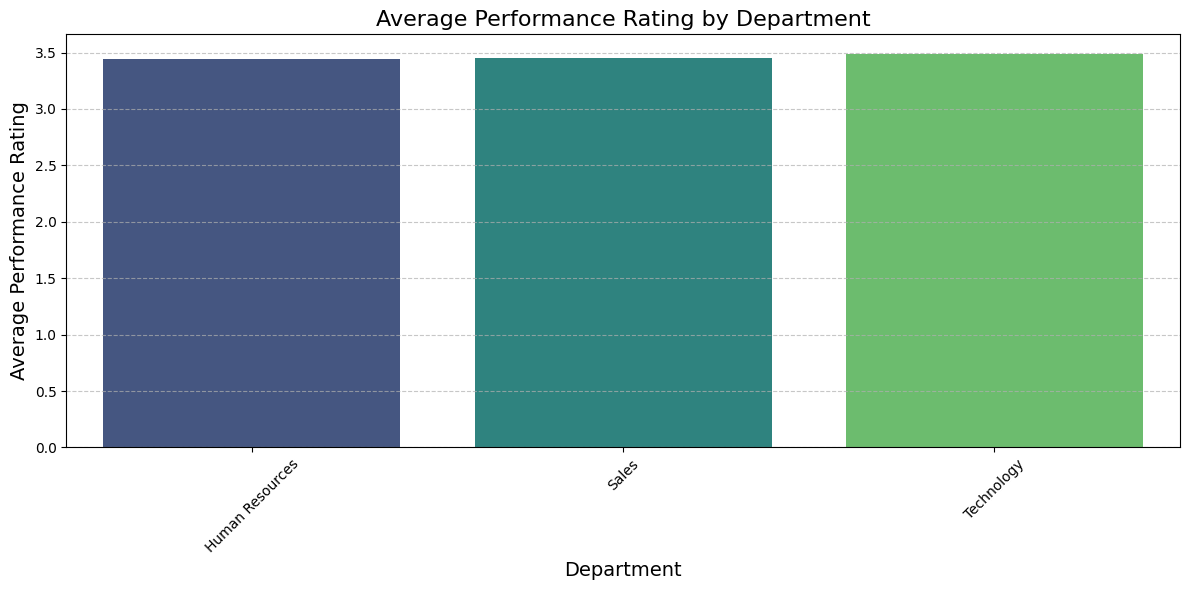 Average Performance Rating by Department
Average Performance Rating
3.5
3.0
2.5
2.0
1.5
1.0
0.5
0.0
Human Resources
Sales
Technology
Department